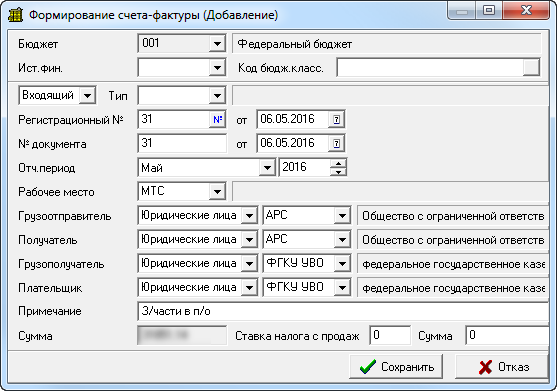 Формирование счета-фактуры (Добавление)
Бюджет 001 Федеральный бюджет
Ист.фин. Код бюдж.класс.
Входящий Тип
Регистрационный № 31 № от 06.05.2016 ?
№ документа 31 от 06.05.2016 ?
Отч.период Май 2016
Рабочее место МТС
Грузоотправитель Юридические лица АРС Общество с ограниченной ответств
Получатель Юридические лица АРС Общество с ограниченной ответств
Грузополучатель Юридические лица ФГКУ УВО федеральное государственное казе
Плательщик Юридические лица ФГКУ УВО федеральное государственное казе
Примечание З/части в п/о
Сумма Ставка налога с продаж 0 Сумма 0
Сохранить Отказ